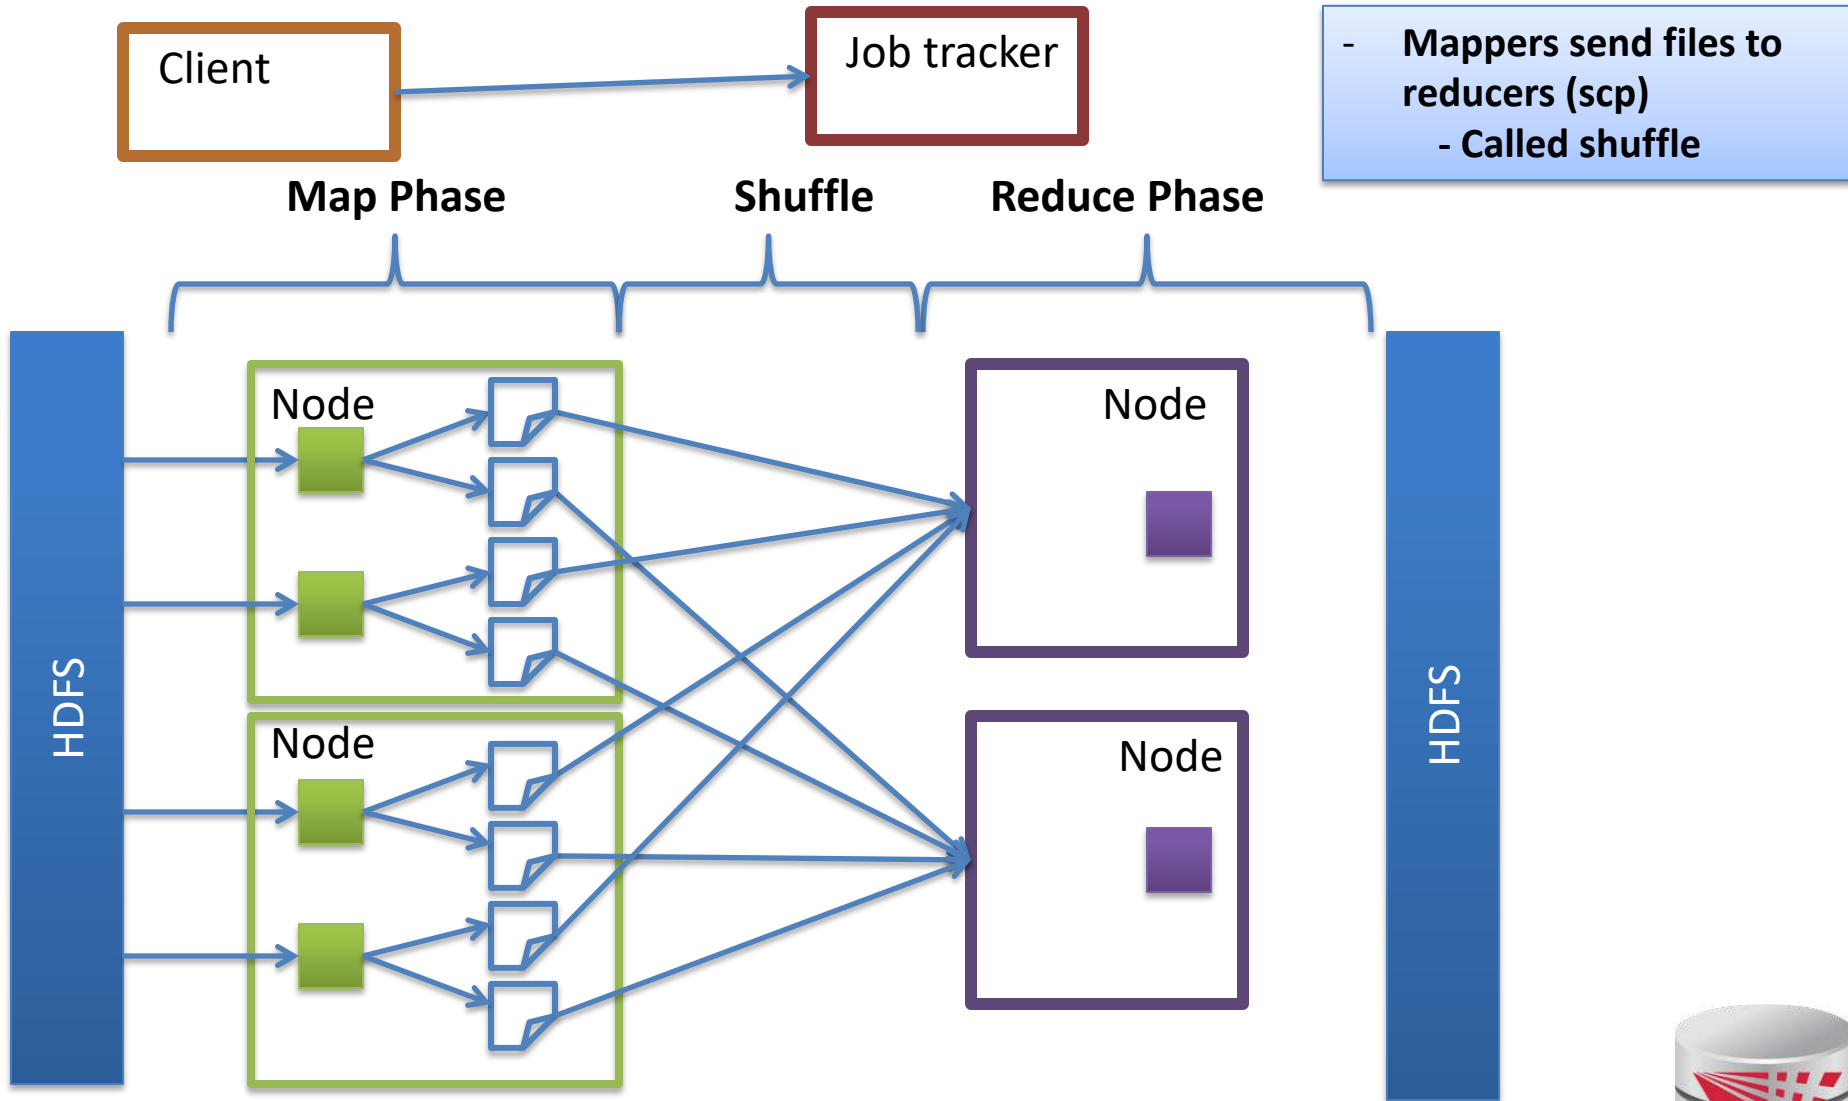 Client
Job tracker
- Mappers send files to
reducers (scp)
- Called shuffle
Map Phase
Shuffle
Reduce Phase
HDFS
Node
Node
Node
Node
HDFS